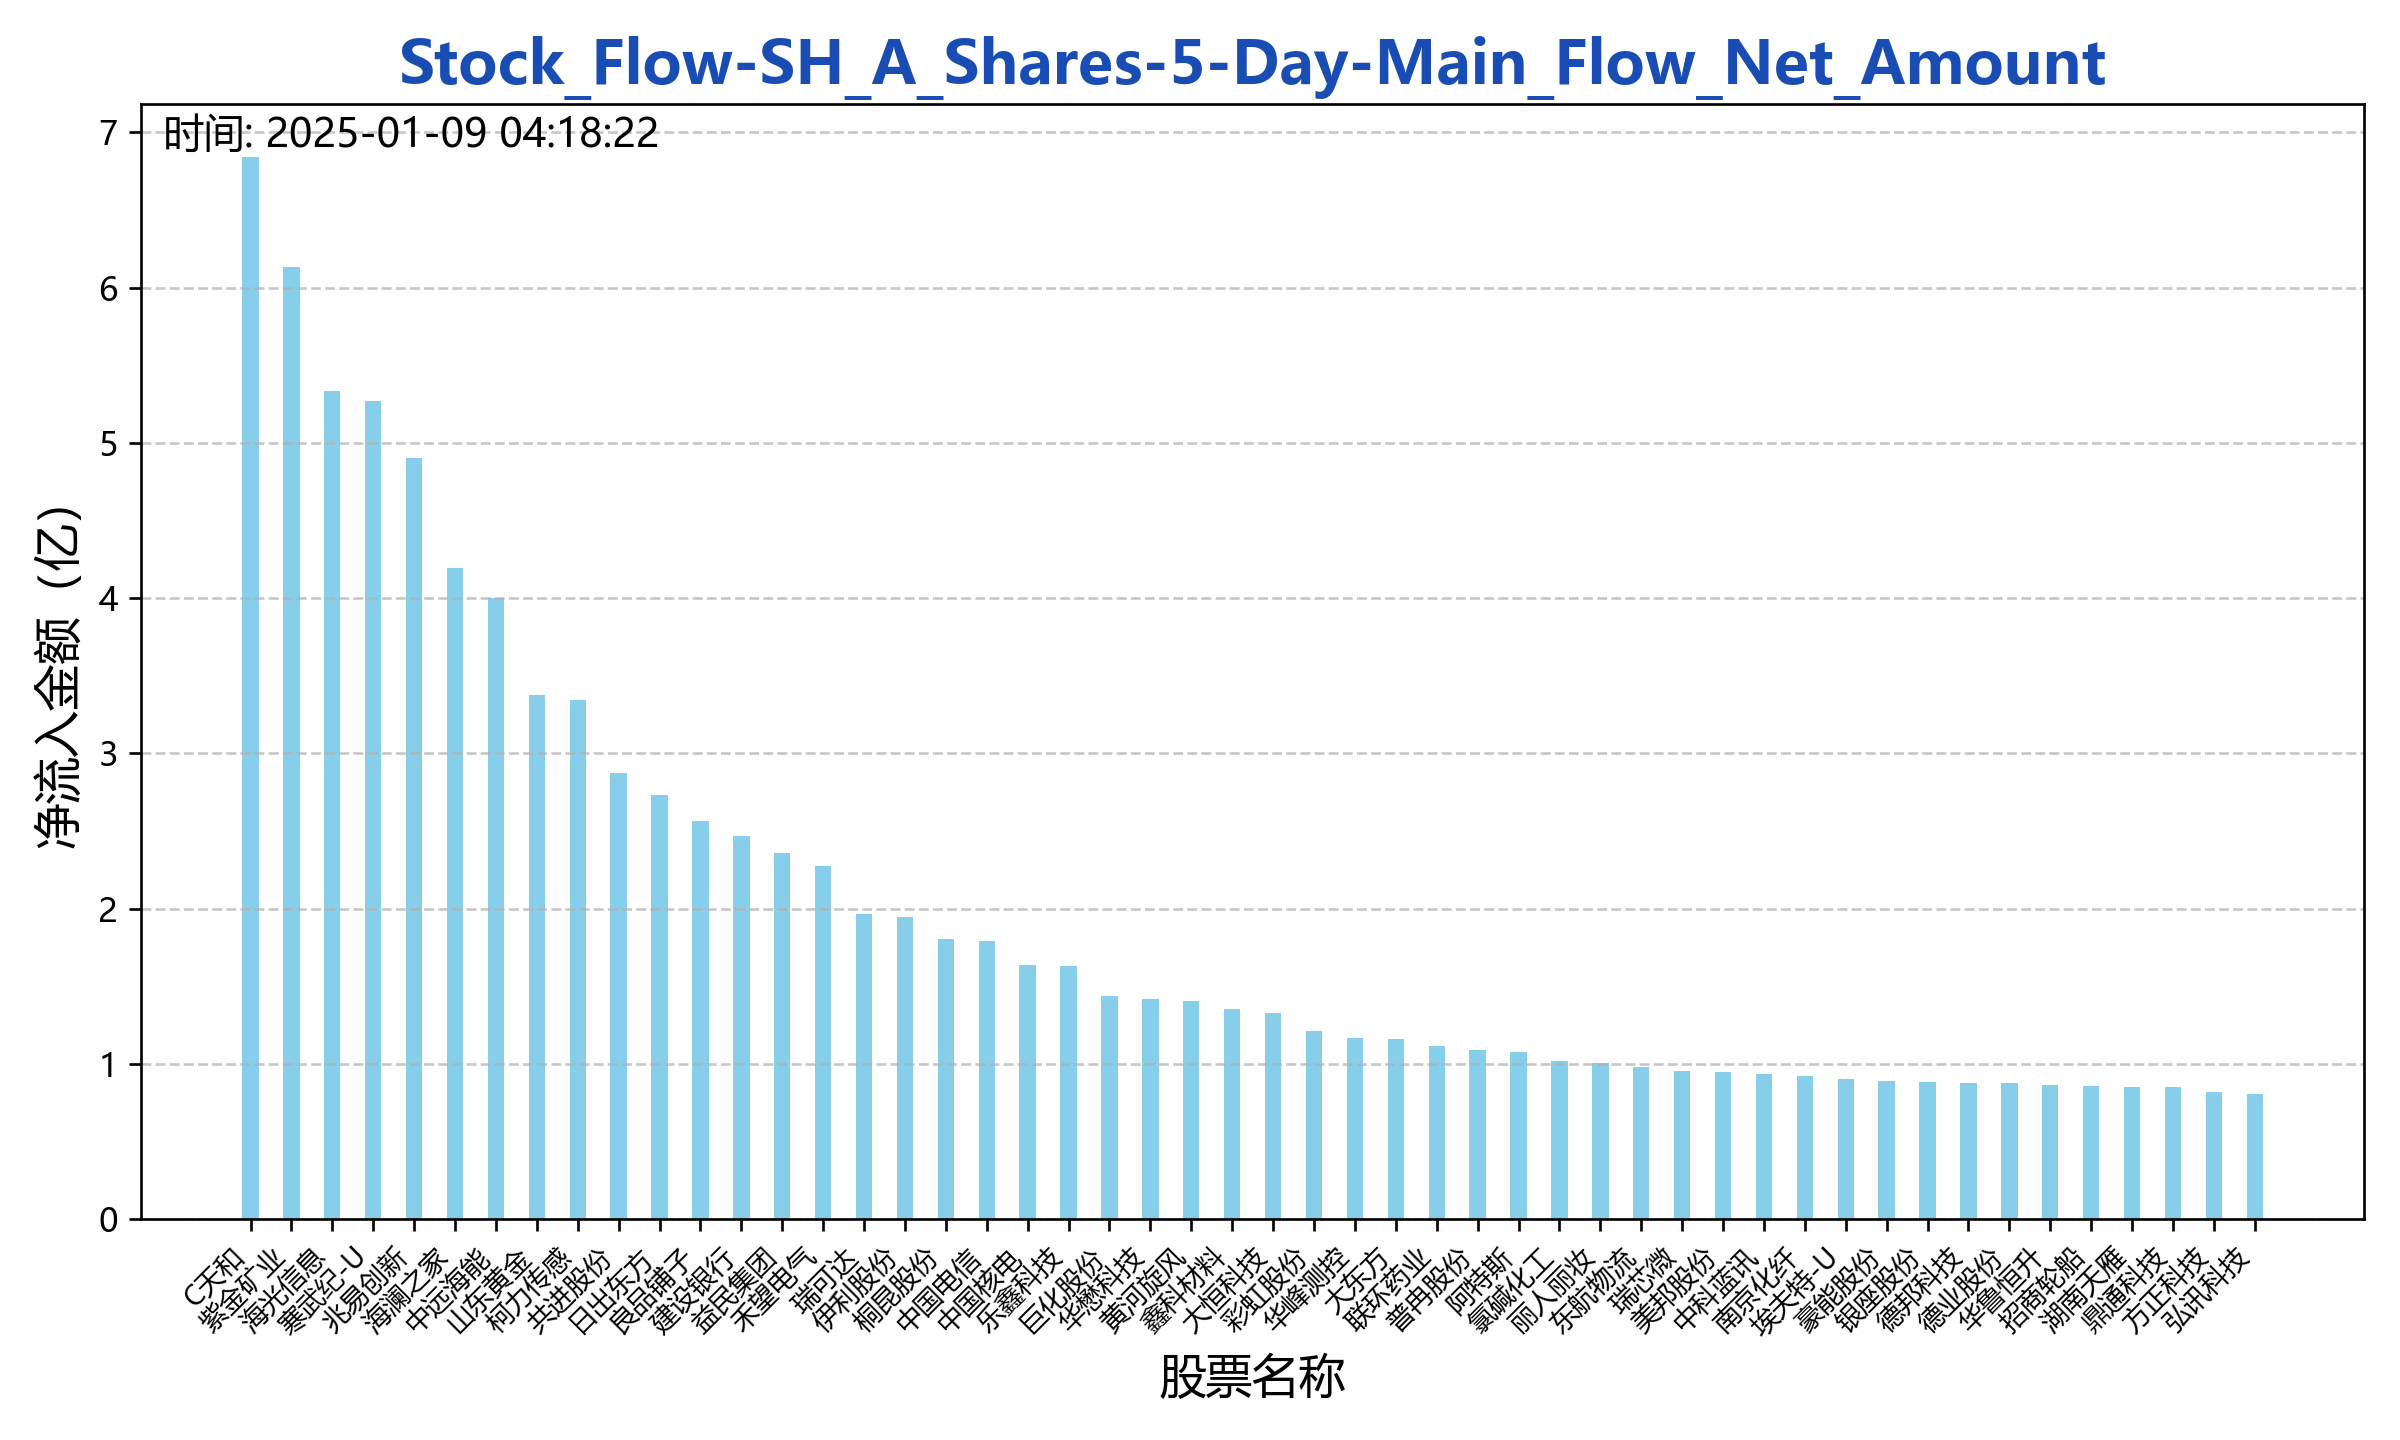 Stock_Flow-SH_A_Shares-5-Day-Main_Flow_Net_Amount
时间: 2025-01-09 04:18:22
净流入金额 (亿)
7
6
5
4
3
2
1
0
C天和
紫金矿业
海光信息
寒武纪-U
兆易创新
海澜之家
中远海能
山东黄金
柯力传感
共进股份
日出东方
良品铺子
建设银行
益民集团
禾望电气
瑞可达
伊利股份
桐昆股份
中国电信
中国核电
乐鑫科技
巨化股份
华懋科技
黄河旋风
鑫科材料
大恒科技
彩虹股份
华峰测控
大东方
联环药业
普冉股份
阿特斯
氯碱化工
丽人丽妆
东航物流
瑞芯微
美邦股份
中科蓝讯
南京化纤
埃夫特-U
豪能股份
银座股份
德邦科技
德业股份
华鲁恒升
招商轮船
湖南天雁
鼎通科技
方正科技
弘讯科技
股票名称